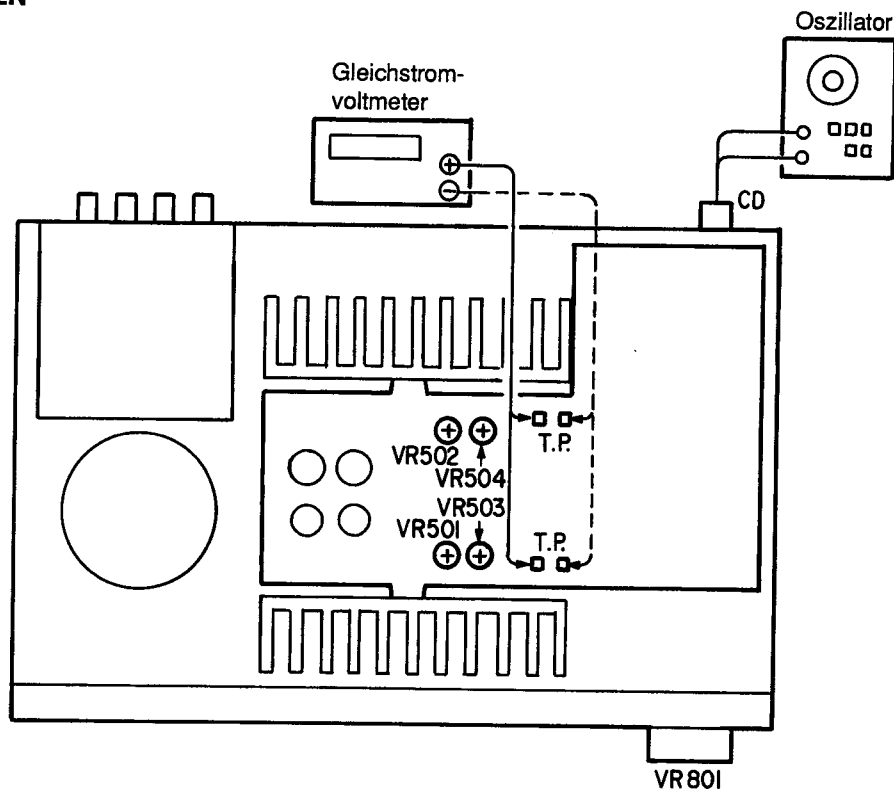 EN
Oszillator
Gleichstrom-
voltmeter
CD
T.P.
VR502
VR504
VR503
VR501
T.P.
VR801